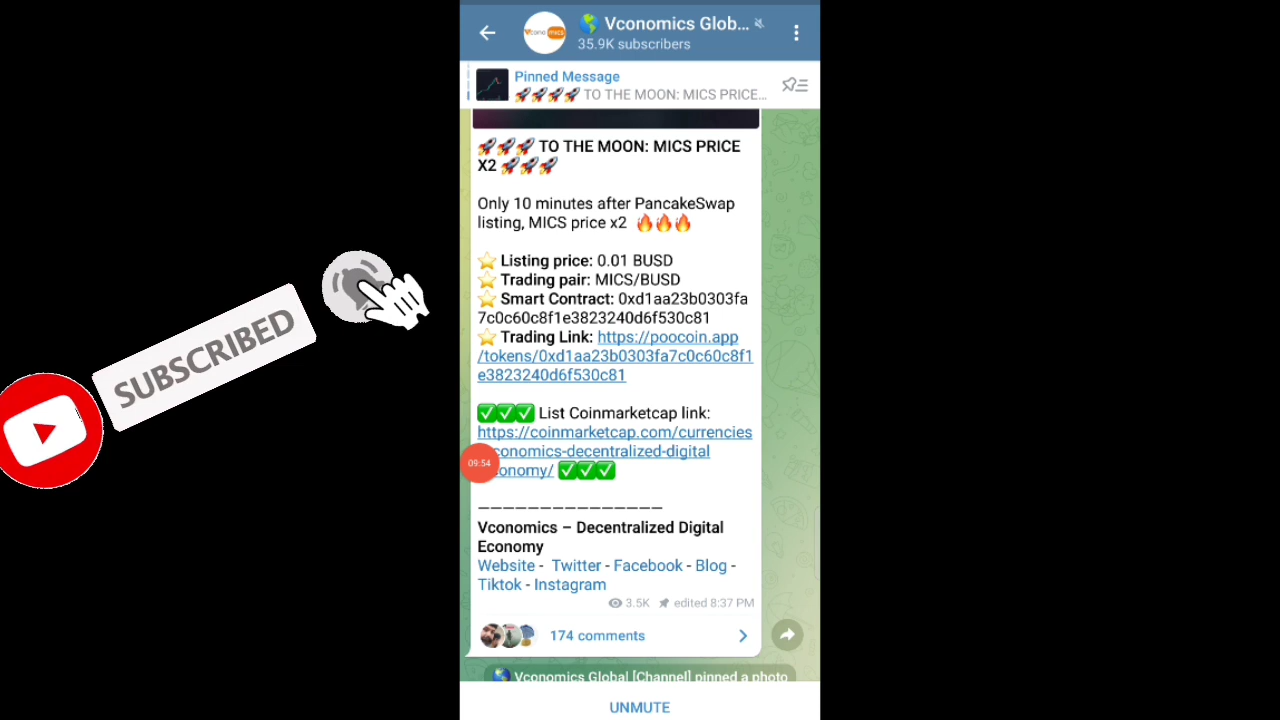 🌎 Vconomics Glob...
35.9K subscribers
Pinned Message
🚀🚀🚀🚀 TO THE MOON: MICS PRICE...
🚀🚀🚀 TO THE MOON: MICS PRICE
X2 🚀🚀🚀
Only 10 minutes after PancakeSwap
listing, MICS price x2 🔥🔥🔥
⭐ Listing price: 0.01 BUSD
⭐ Trading pair: MICS/BUSD
⭐ Smart Contract: 0xd1aa23b0303fa
7c0c60c8f1e3823240d6f530c81
⭐ Trading Link: https://poocoin.app
/tokens/0xd1aa23b0303fa7c0c60c8f1
e3823240d6f530c81
✅✅✅ List Coinmarketcap link:
https://coinmarketcap.com/currencies
conomics-decentralized-digital
onomy/ ✅✅✅
09:54
———————————————
Vconomics – Decentralized Digital
Economy
Website - Twitter - Facebook - Blog -
Tiktok - Instagram
3.5K edited 8:37 PM
174 comments
🌎 Vconomics Global [Channel] pinned a photo
UNMUTE
SUBSCRIBED